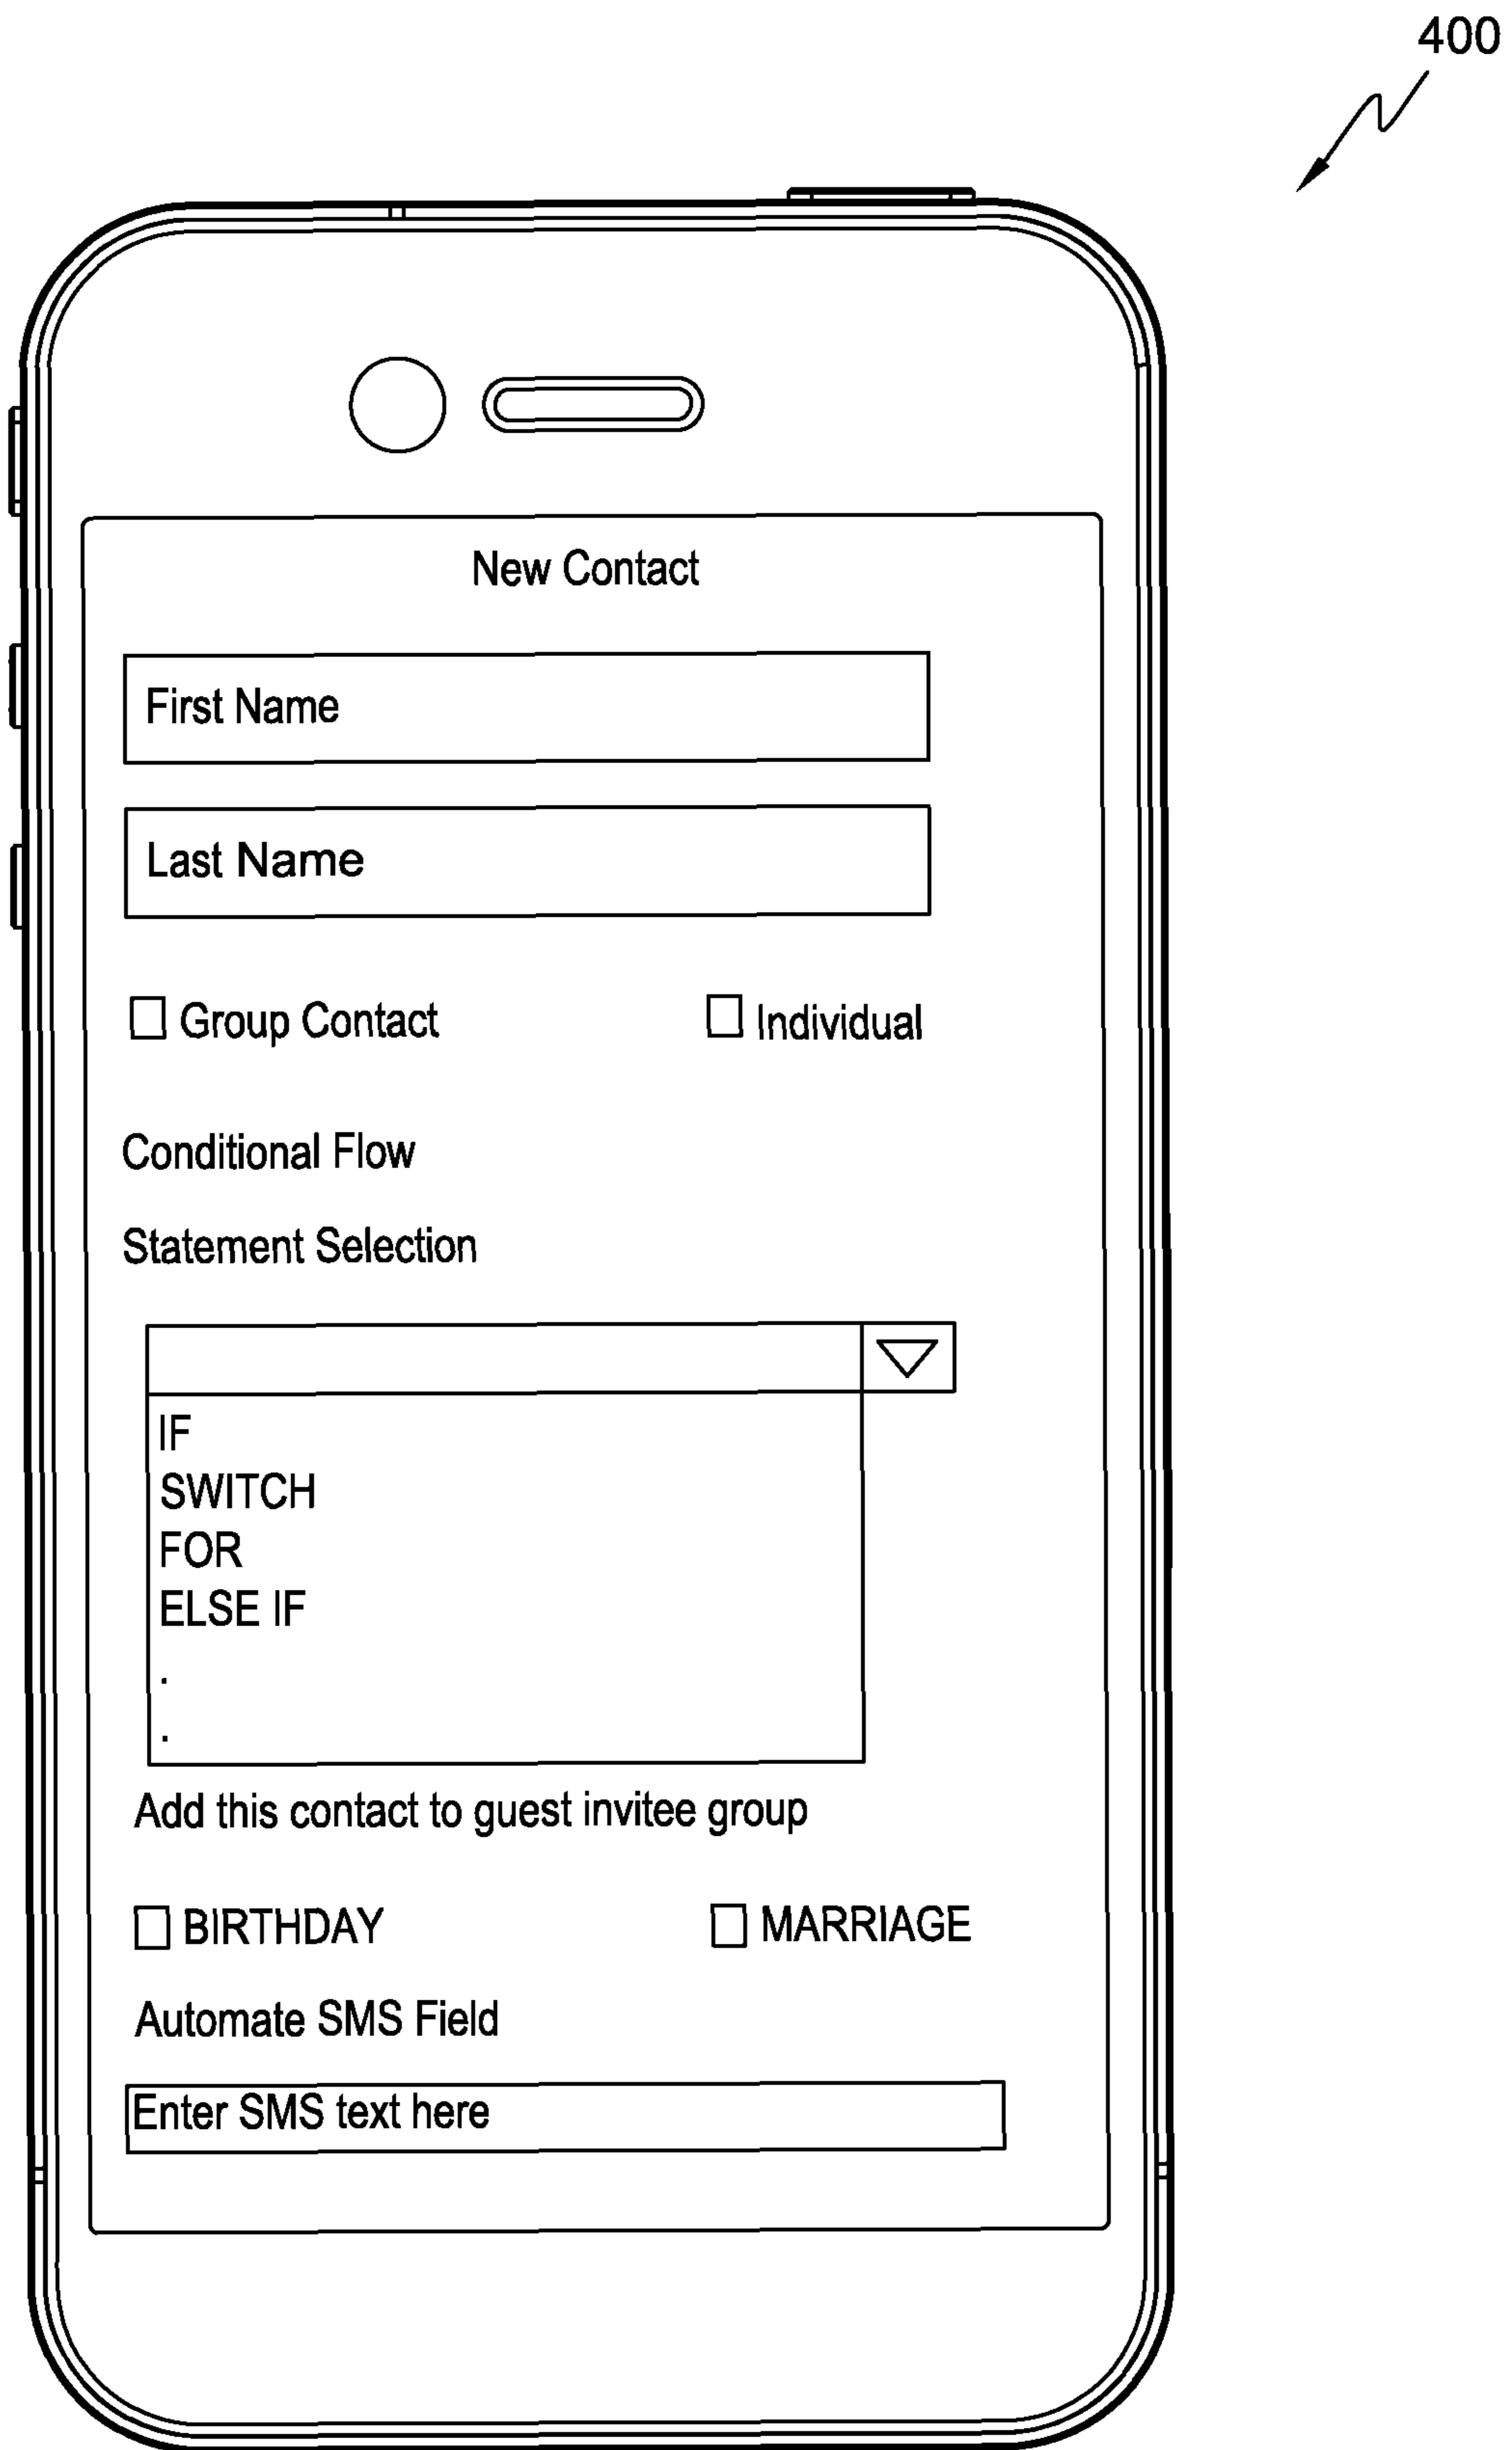 400
New Contact
First Name
Last Name
Group Contact Individual
Conditional Flow
Statement Selection
IF
SWITCH
FOR
ELSE IF
.
.
Add this contact to guest invitee group
BIRTHDAY MARRIAGE
Automate SMS Field
Enter SMS text here